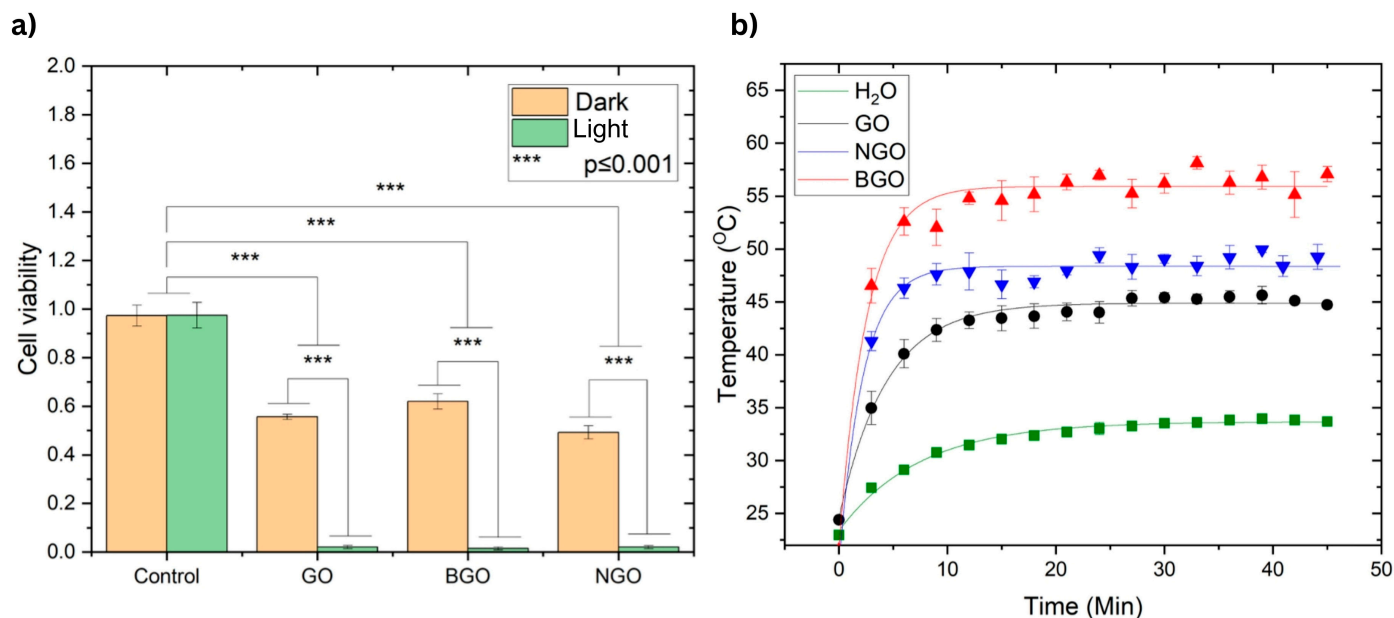 a)
Cell viability
2.0
1.8
1.6
1.4
1.2
1.0
0.8
0.6
0.4
0.2
0.0
Dark
Light
*** p≤0.001
***
***
***
***
***
***
Control GO BGO NGO
b)
Temperature (OC)
65
60
55
50
45
40
35
30
25
H2O
GO
NGO
BGO
0 10 20 30 40 50
Time (Min)